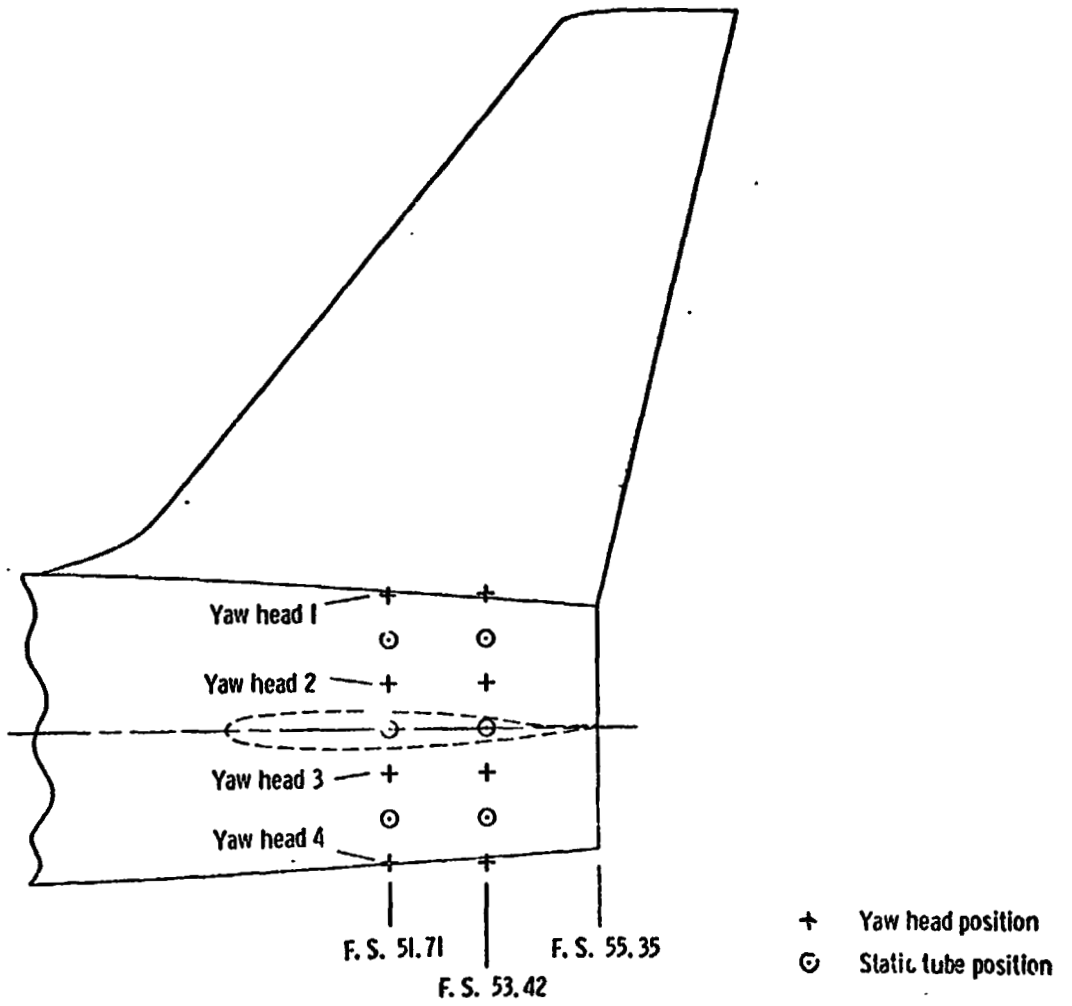 Yaw head 1
Yaw head 2
Yaw head 3
Yaw head 4
F. S. 51.71
F. S. 55.35
F. S. 53.42
+ Yaw head position
⊙ Static tube position